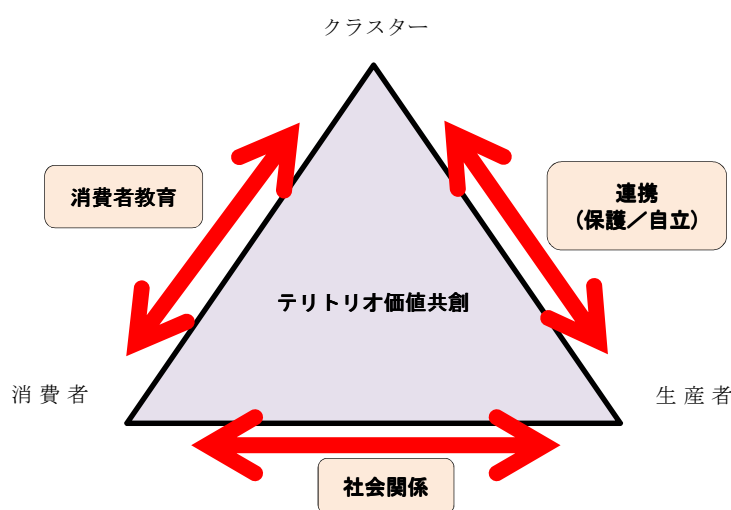 クラスター
消費者教育
連携
(保護／自立)
テリトリオ価値共創
消費者
生産者
社会関係